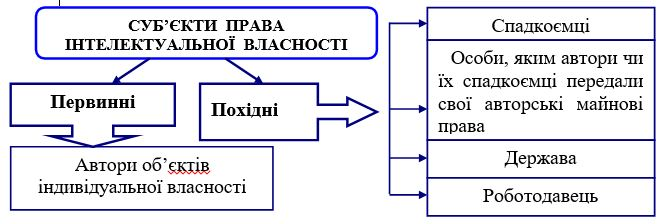 СУБ’ЄКТИ ПРАВА
ІНТЕЛЕКТУАЛЬНОЇ ВЛАСНОСТІ
Первинні
Похідні
Автори об’єктів
індивідуальної власності
Спадкоємці
Особи, яким автори чи
їх спадкоємці передали
свої авторські майнові
права
Держава
Роботодавець